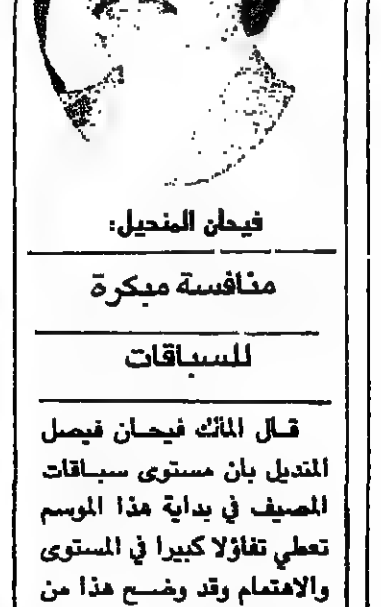 فيحان المنديل:
منافسة مبكرة
للسباقات
قال المالك فيحان فيصل
المنديل بان مستوى سباقات
المصيف في بداية هذا الموسم
تعطي تفاؤلا كبيرا في المستوى
والاهتمام وقد وضح هذا من